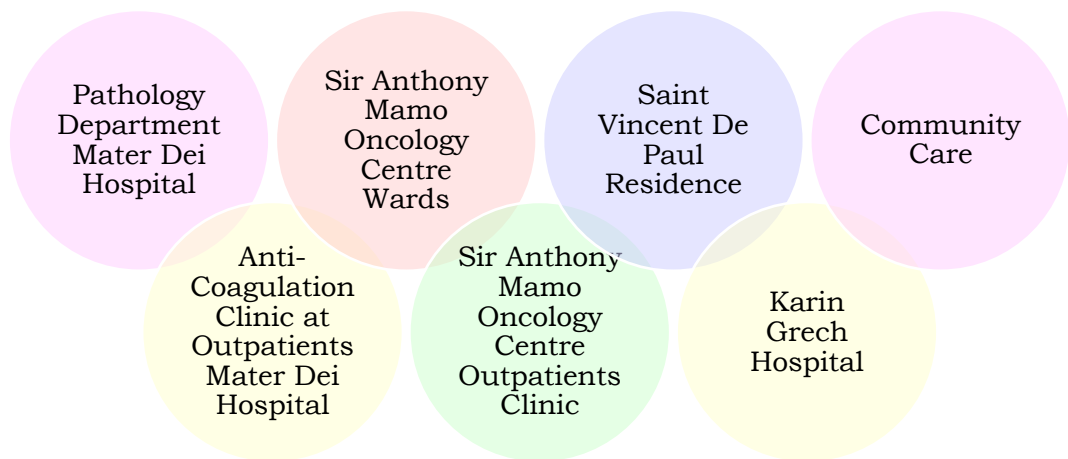 Pathology
Department
Mater Dei
Hospital
Sir Anthony
Mamo
Oncology
Centre
Wards
Saint
Vincent De
Paul
Residence
Community
Care
Anti-
Coagulation
Clinic at
Outpatients
Mater Dei
Hospital
Sir Anthony
Mamo
Oncology
Centre
Outpatients
Clinic
Karin
Grech
Hospital